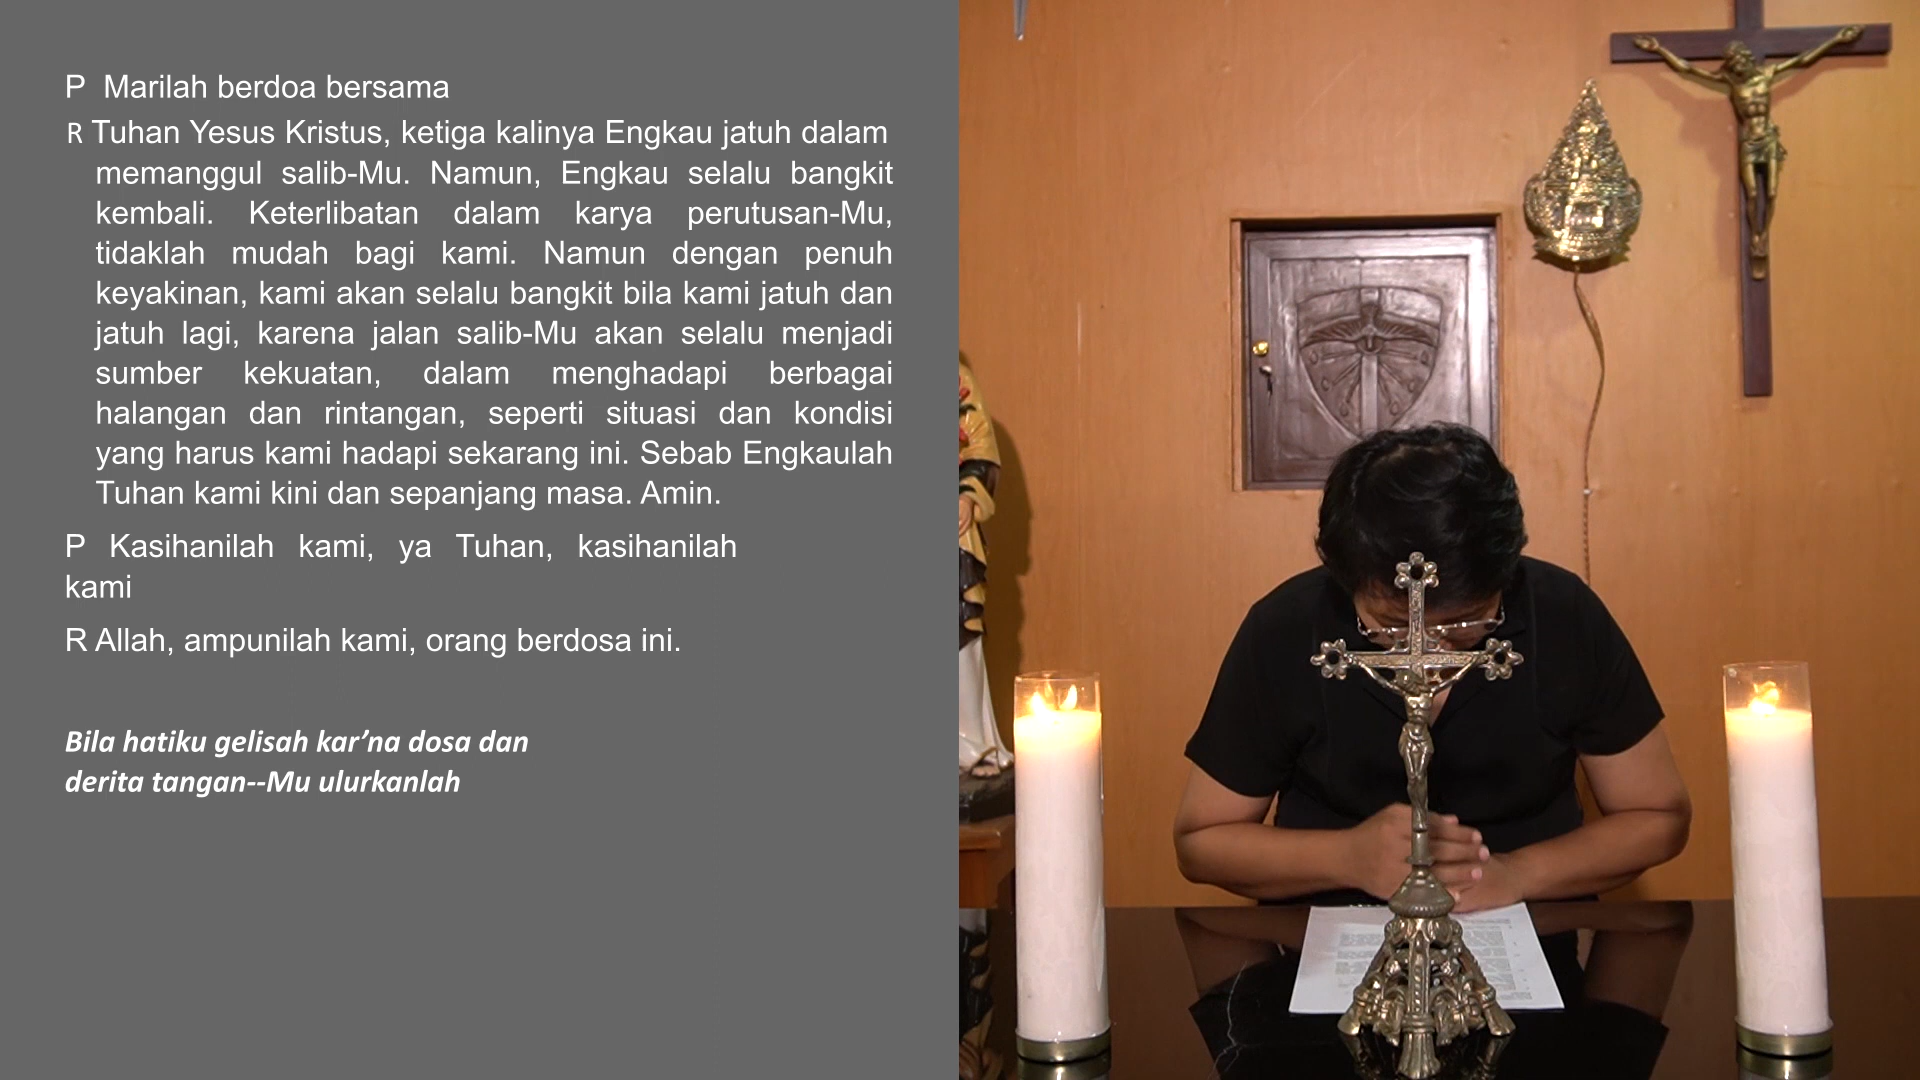 P Marilah berdoa bersama
R Tuhan Yesus Kristus, ketiga kalinya Engkau jatuh dalam
memanggul salib-Mu. Namun, Engkau selalu bangkit
kembali. Keterlibatan dalam karya perutusan-Mu,
tidaklah mudah bagi kami. Namun dengan penuh
keyakinan, kami akan selalu bangkit bila kami jatuh dan
jatuh lagi, karena jalan salib-Mu akan selalu menjadi
sumber kekuatan, dalam menghadapi berbagai
halangan dan rintangan, seperti situasi dan kondisi
yang harus kami hadapi sekarang ini. Sebab Engkaulah
Tuhan kami kini dan sepanjang masa. Amin.
P Kasihanilah kami, ya Tuhan, kasihanilah
kami
R Allah, ampunilah kami, orang berdosa ini.
Bila hatiku gelisah kar’na dosa dan
derita tangan--Mu ulurkanlah